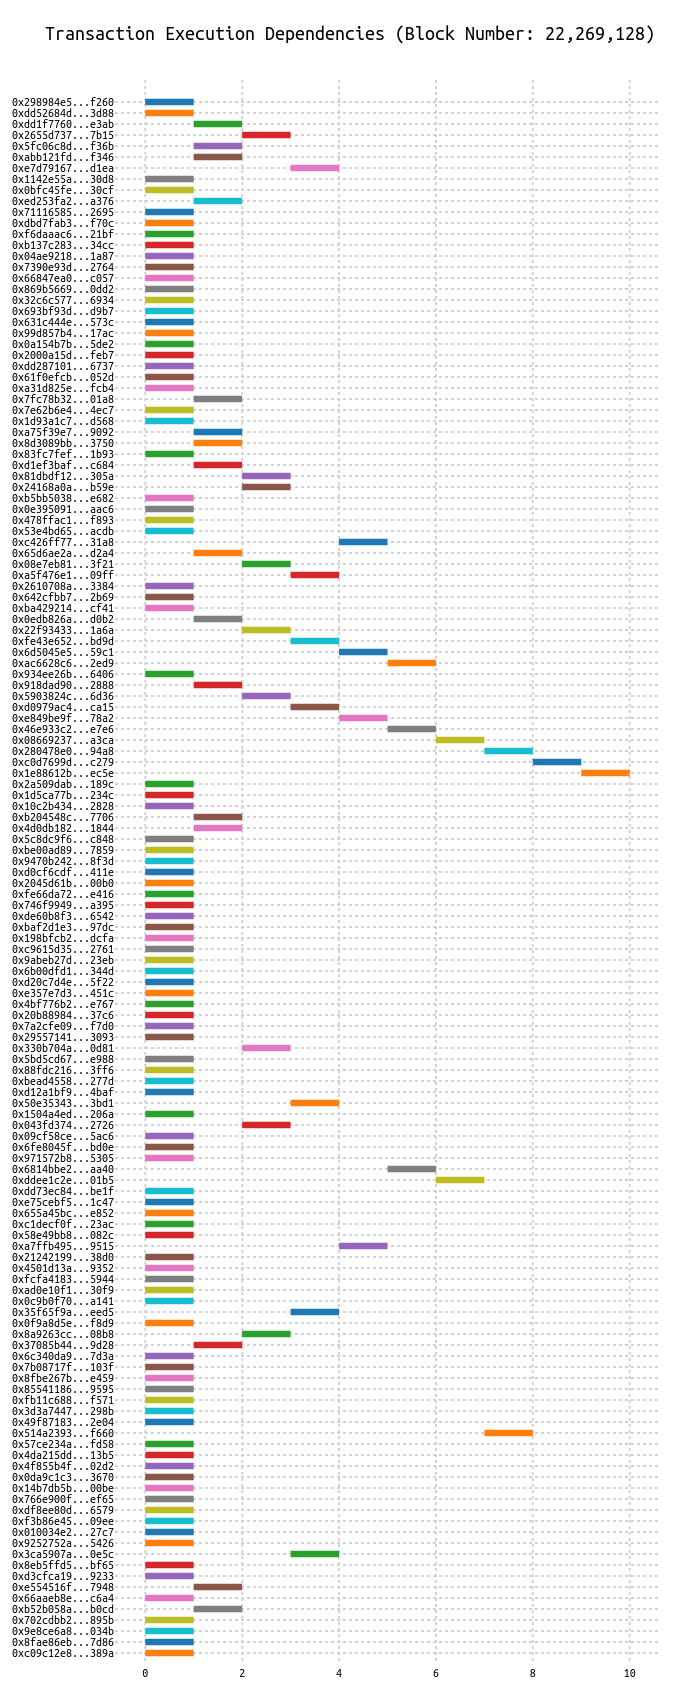 Transaction Execution Dependencies (Block Number: 22,269,128)
0x298984e5...f260
0xdd52684d...3d88
0xdd1f7760...e3ab
0x2655d737...7b15
0x5fc06c8d...f36b
0xabb121fd...f346
0xe7d79167...d1ea
0x1142e55a...30d8
0x0bfc45fe...30cf
0xed253fa2...a376
0x71116585...2695
0xdbd7fab3...f70c
0xf6daaac6...21bf
0xb137c283...34cc
0x04ae9218...1a87
0x7390e93d...2764
0x66847ea0...c057
0x869b5669...0dd2
0x32c6c577...6934
0x693bf93d...d9b7
0x631c444e...573c
0x99d857b4...17ac
0x0a154b7b...5de2
0x2000a15d...feb7
0xdd287101...6737
0x61f0efcb...052d
0xa31d825e...fcb4
0x7fc78b32...01a8
0x7e62b6e4...4ec7
0x1d93a1c7...d568
0xa75f39e7...9092
0x8d3089bb...3750
0x83fc7fef...1b93
0xd1ef3baf...c684
0x81dbdf12...305a
0x24168a0a...b59e
0xb5bb5038...e682
0x0e395091...aac6
0x478ffac1...f893
0x53e4bd65...acdb
0xc426ff77...31a8
0x65d6ae2a...d2a4
0x08e7eb81...3f21
0xa5f476e1...09ff
0x2610708a...3384
0x642cfbb7...2b69
0xba429214...cf41
0x0edb826a...d0b2
0x22f93433...1a6a
0xfe43e652...bd9d
0x6d5045e5...59c1
0xac6628c6...2ed9
0x934ee26b...6406
0x918dad90...2888
0x5903824c...6d36
0xd0979ac4...ca15
0xe849be9f...78a2
0x46e933c2...e7e6
0x08669237...a3ca
0x280478e0...94a8
0xc0d7699d...c279
0x1e88612b...ec5e
0x2a509dab...189c
0x1d5ca77b...234c
0x10c2b434...2828
0xb204548c...7706
0x4d0db182...1844
0x5c8dc9f6...c848
0xbe00ad89...7859
0x9470b242...8f3d
0xd0cf6cdf...411e
0x2045d61b...00b0
0xfe66da72...e416
0x746f9949...a395
0xde60b8f3...6542
0xbaf2d1e3...97dc
0x198bfcb2...dcfa
0xc9615d35...2761
0x9abeb27d...23eb
0x6b00dfd1...344d
0xd20c7d4e...5f22
0xe357e7d3...451c
0x4bf776b2...e767
0x20b88984...37c6
0x7a2cfe09...f7d0
0x29557141...3093
0x330b704a...0d81
0x5bd5cd67...e988
0x88fdc216...3ff6
0xbead4558...277d
0xd12a1bf9...4baf
0x50e35343...3bd1
0x1504a4ed...206a
0x043fd374...2726
0x09cf58ce...5ac6
0x6fe8045f...bd0e
0x971572b8...5305
0x6814bbe2...aa40
0xddee1c2e...01b5
0xdd73ec84...be1f
0xe75cebf5...1c47
0x655a45bc...e852
0xc1decf0f...23ac
0x58e49bb8...082c
0xa7ffb495...9515
0x21242199...38d0
0x4501d13a...9352
0xfcfa4183...5944
0xad0e10f1...30f9
0x0c9b0f70...a141
0x35f65f9a...eed5
0x0f9a8d5e...f8d9
0x8a9263cc...08b8
0x37085b44...9d28
0x6c340da9...7d3a
0x7b08717f...103f
0x8fbe267b...e459
0x85541186...9595
0xfb11c688...f571
0x3d3a7447...298b
0x49f87183...2e04
0x514a2393...f660
0x57ce234a...fd58
0x4da215dd...13b5
0x4f855b4f...02d2
0x0da9c1c3...3670
0x14b7db5b...00be
0x766e900f...ef65
0xdf8ee80d...6579
0xf3b86e45...09ee
0x010034e2...27c7
0x9252752a...5426
0x3ca5907a...0e5c
0x8eb5ffd5...bf65
0xd3cfca19...9233
0xe554516f...7948
0x66aaeb8e...c6a4
0xb52b058a...b0cd
0x702cdbb2...895b
0x9e8ce6a8...034b
0x8fae86eb...7d86
0xc09c12e8...389a
0 2 4 6 8 10